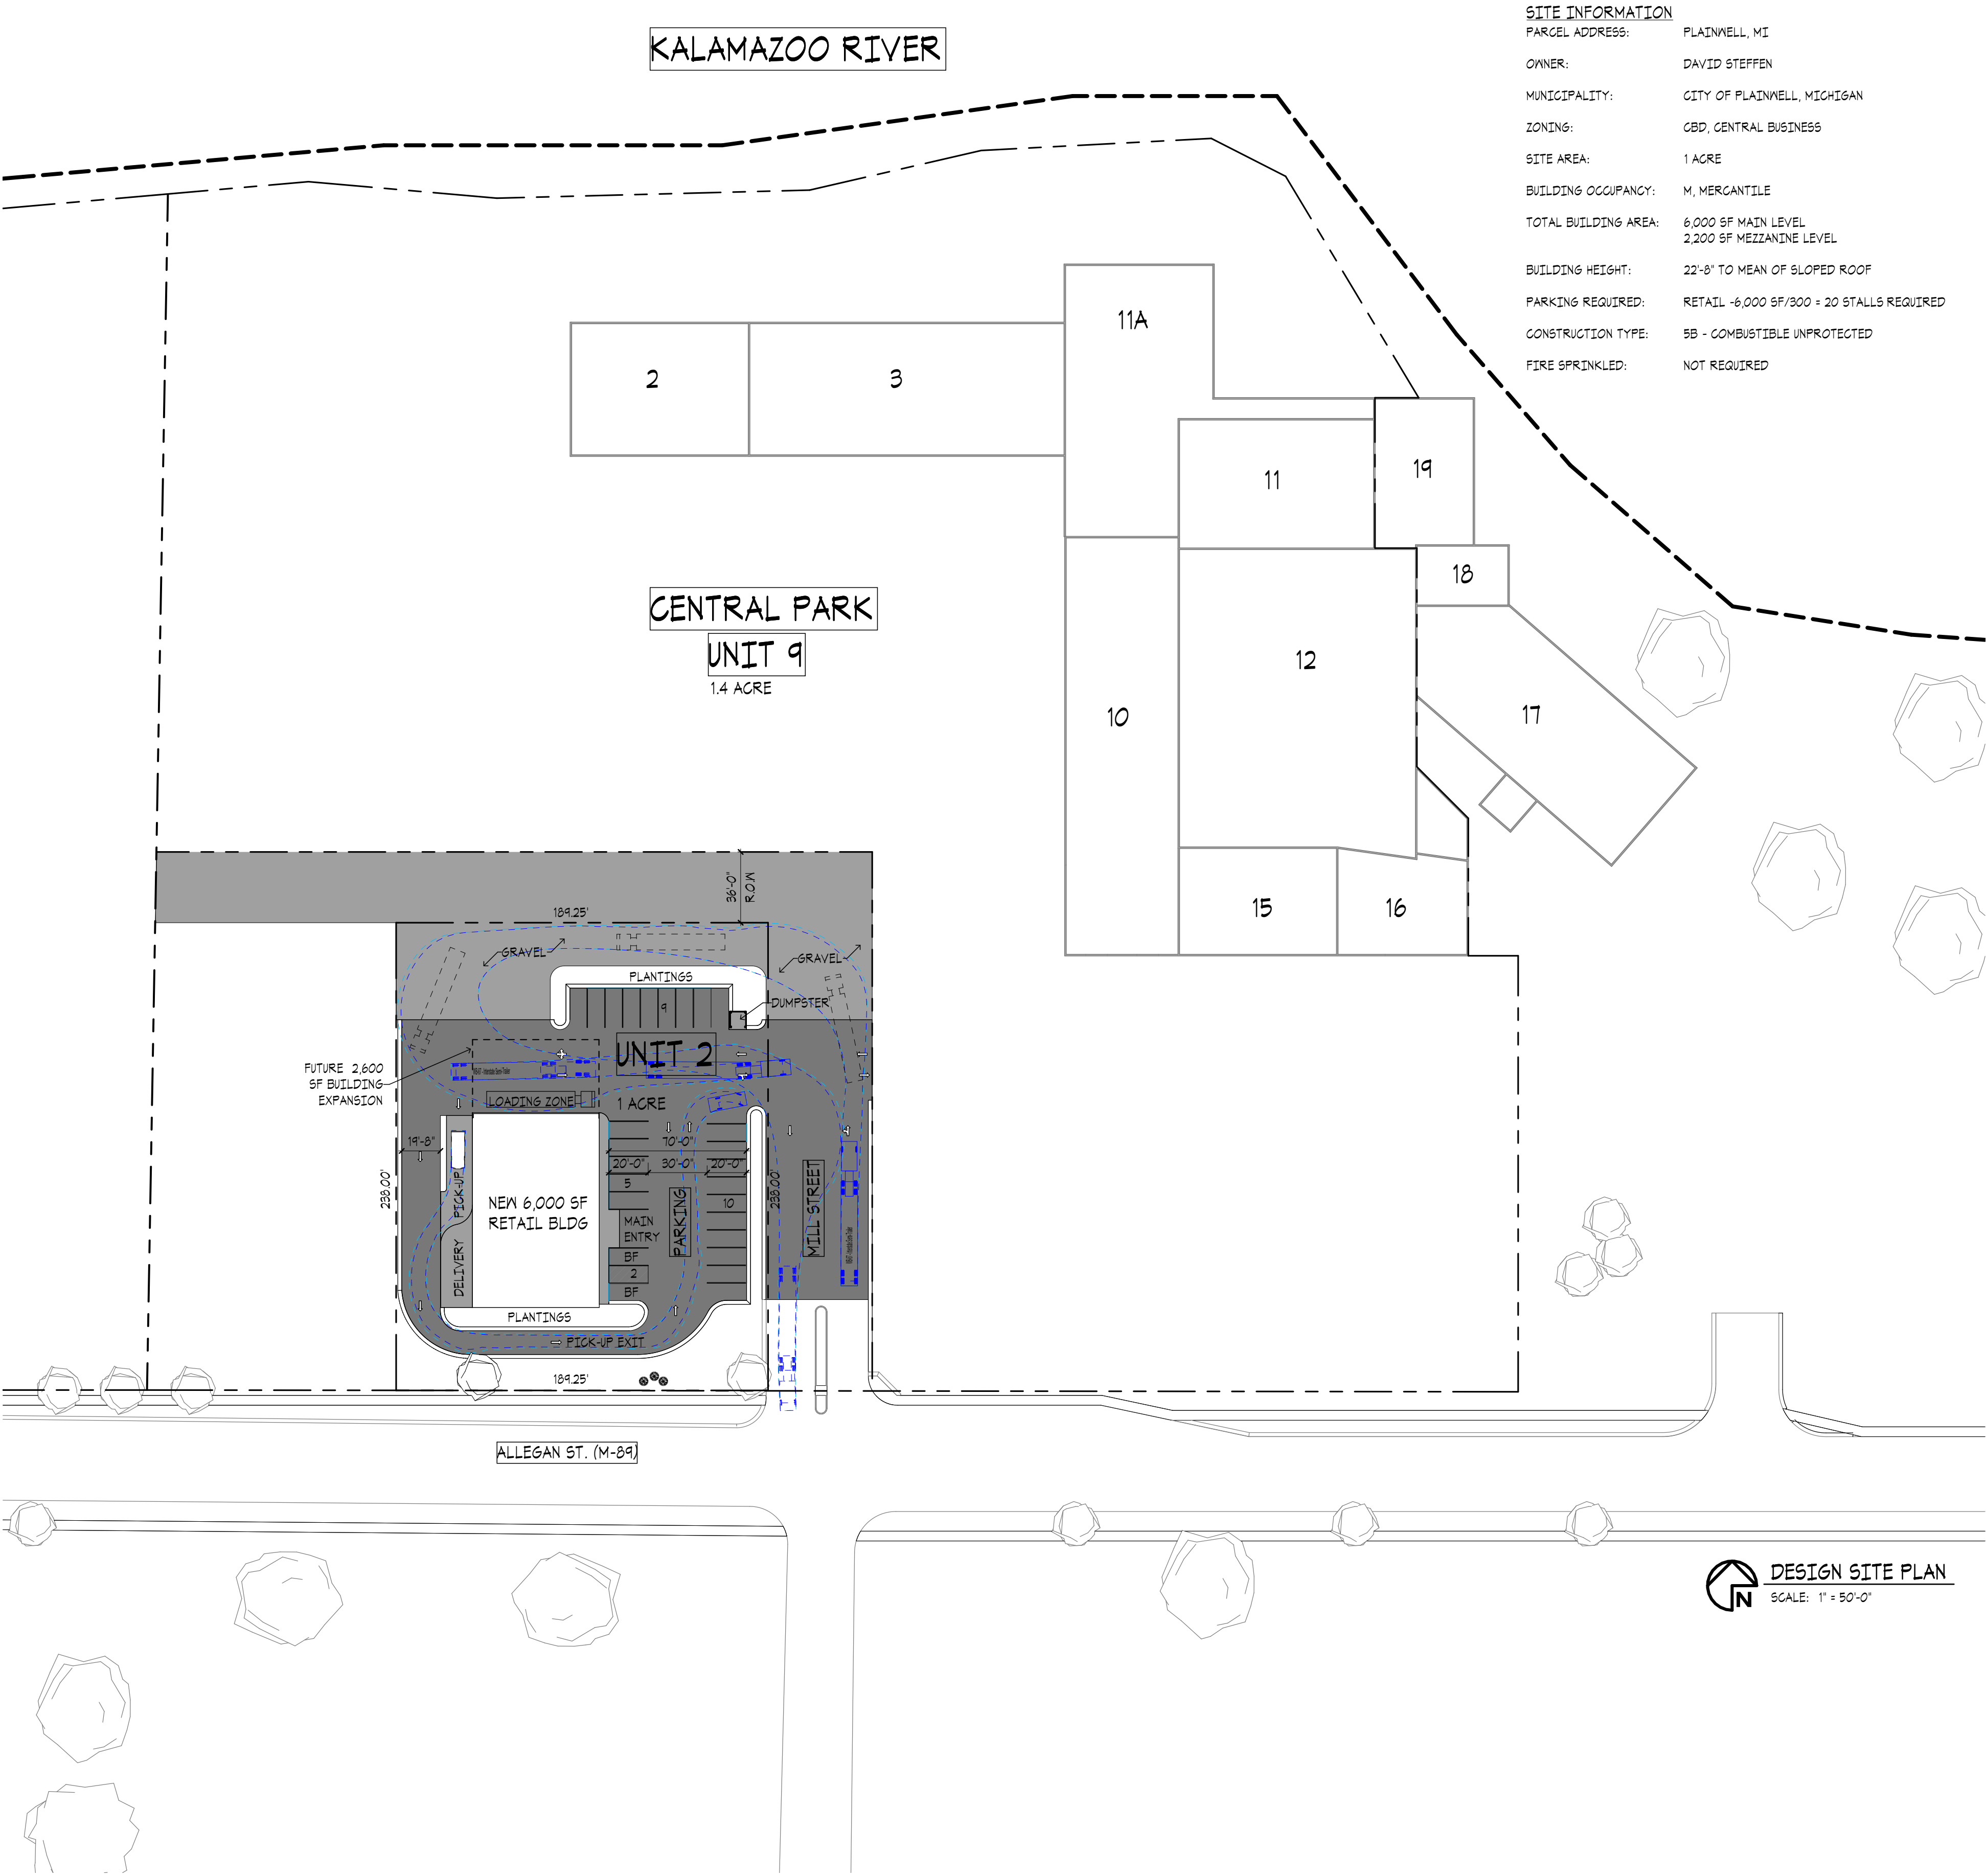 KALAMAZOO RIVER
SITE INFORMATION
PARCEL ADDRESS: PLAINWELL, MI
OWNER: DAVID STEFFEN
MUNICIPALITY: CITY OF PLAINWELL, MICHIGAN
ZONING: CBD, CENTRAL BUSINESS
SITE AREA: 1 ACRE
BUILDING OCCUPANCY: M, MERCANTILE
TOTAL BUILDING AREA: 6,000 SF MAIN LEVEL
2,200 SF MEZZANINE LEVEL
BUILDING HEIGHT: 22'-8" TO MEAN OF SLOPED ROOF
PARKING REQUIRED: RETAIL -6,000 SF/300 = 20 STALLS REQUIRED
CONSTRUCTION TYPE: 5B - COMBUSTIBLE UNPROTECTED
FIRE SPRINKLED: NOT REQUIRED
11A
2
3
11
19
18
CENTRAL PARK
UNIT 9
1.4 ACRE
12
10
17
15
16
36'-0"
R.O.W
189.25'
GRAVEL
GRAVEL
PLANTINGS
DUMPSTER
9
UNIT 2
FUTURE 2,600
SF BUILDING
EXPANSION
LOADING ZONE
1 ACRE
19'-8"
70'-0"
20'-0"
30'-0"
20'-0"
238.00'
238.00'
PICK-UP
DELIVERY
NEW 6,000 SF
RETAIL BLDG
5
10
MAIN
ENTRY
PARKING
MILL STREET
BF
2
BF
PLANTINGS
PICK-UP EXIT
189.25'
ALLEGAN ST. (M-89)
N
DESIGN SITE PLAN
SCALE: 1" = 50'-0"